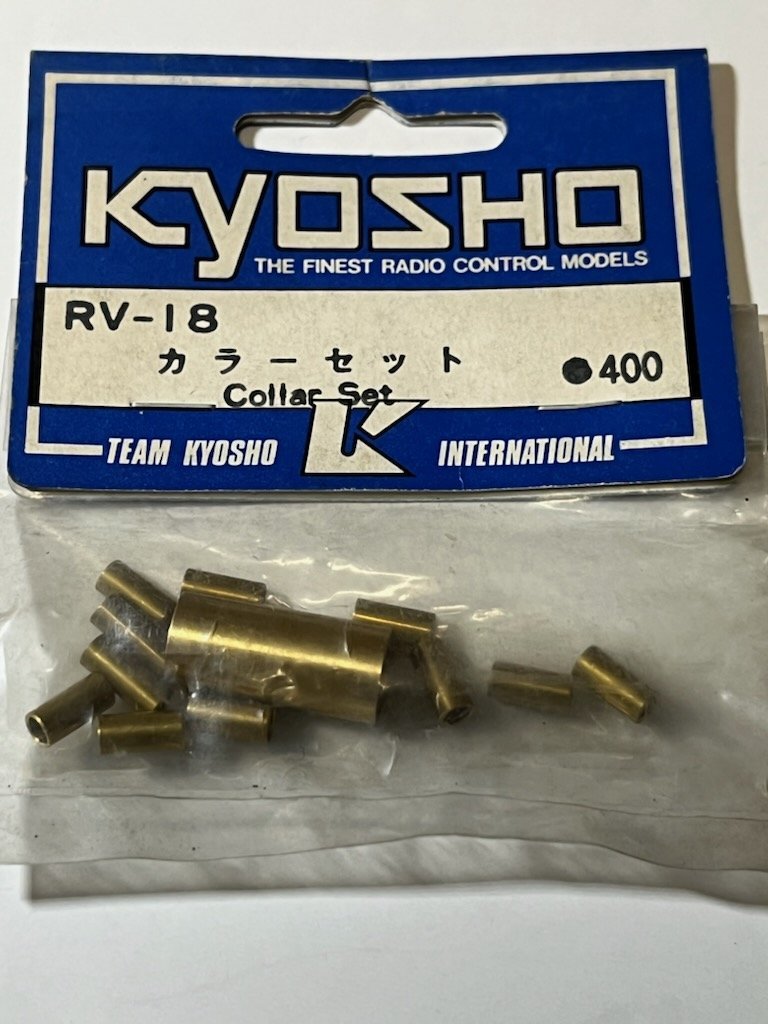 KYOSHO
THE FINEST RADIO CONTROL MODELS
RV-18
カラーセット
●400
Collar Set
TEAM KYOSHO K INTERNATIONAL